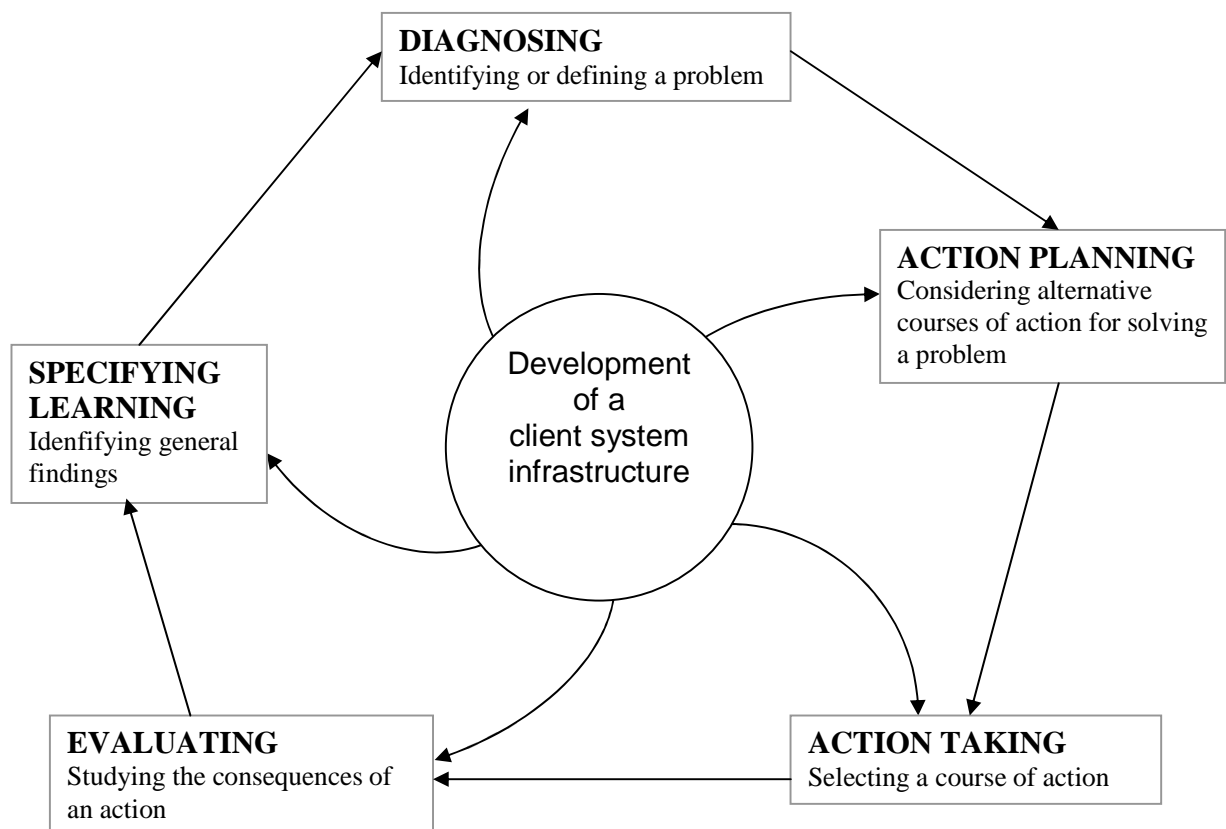 DIAGNOSING
Identifying or defining a problem
ACTION PLANNING
Considering alternative
courses of action for solving
a problem
ACTION TAKING
Selecting a course of action
EVALUATING
Studying the consequences of
an action
SPECIFYING
LEARNING
Idenfifying general
findings
Development
of a
client system
infrastructure